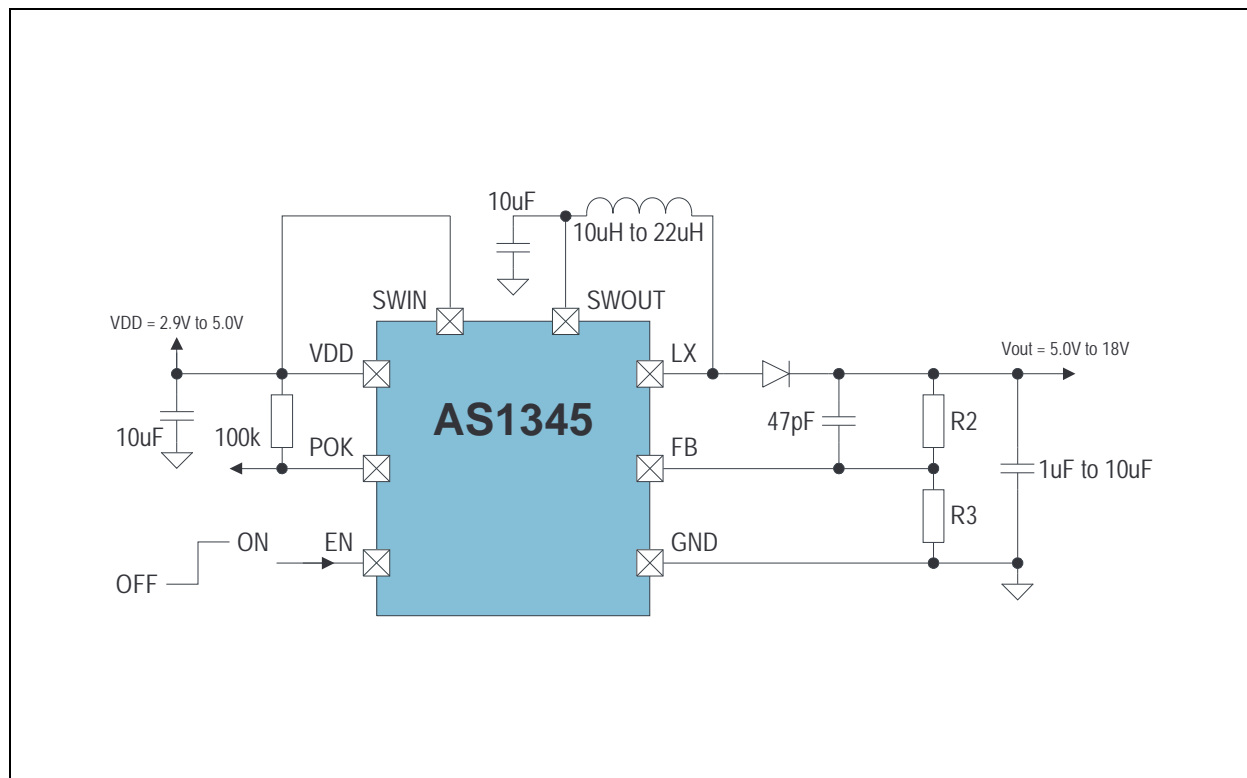 10uF
10uH to 22uH
SWIN
SWOUT
VDD = 2.9V to 5.0V
VDD
LX
Vout = 5.0V to 18V
AS1345
10uF
100k
POK
47pF
FB
R2
1uF to 10uF
R3
ON
EN
GND
OFF